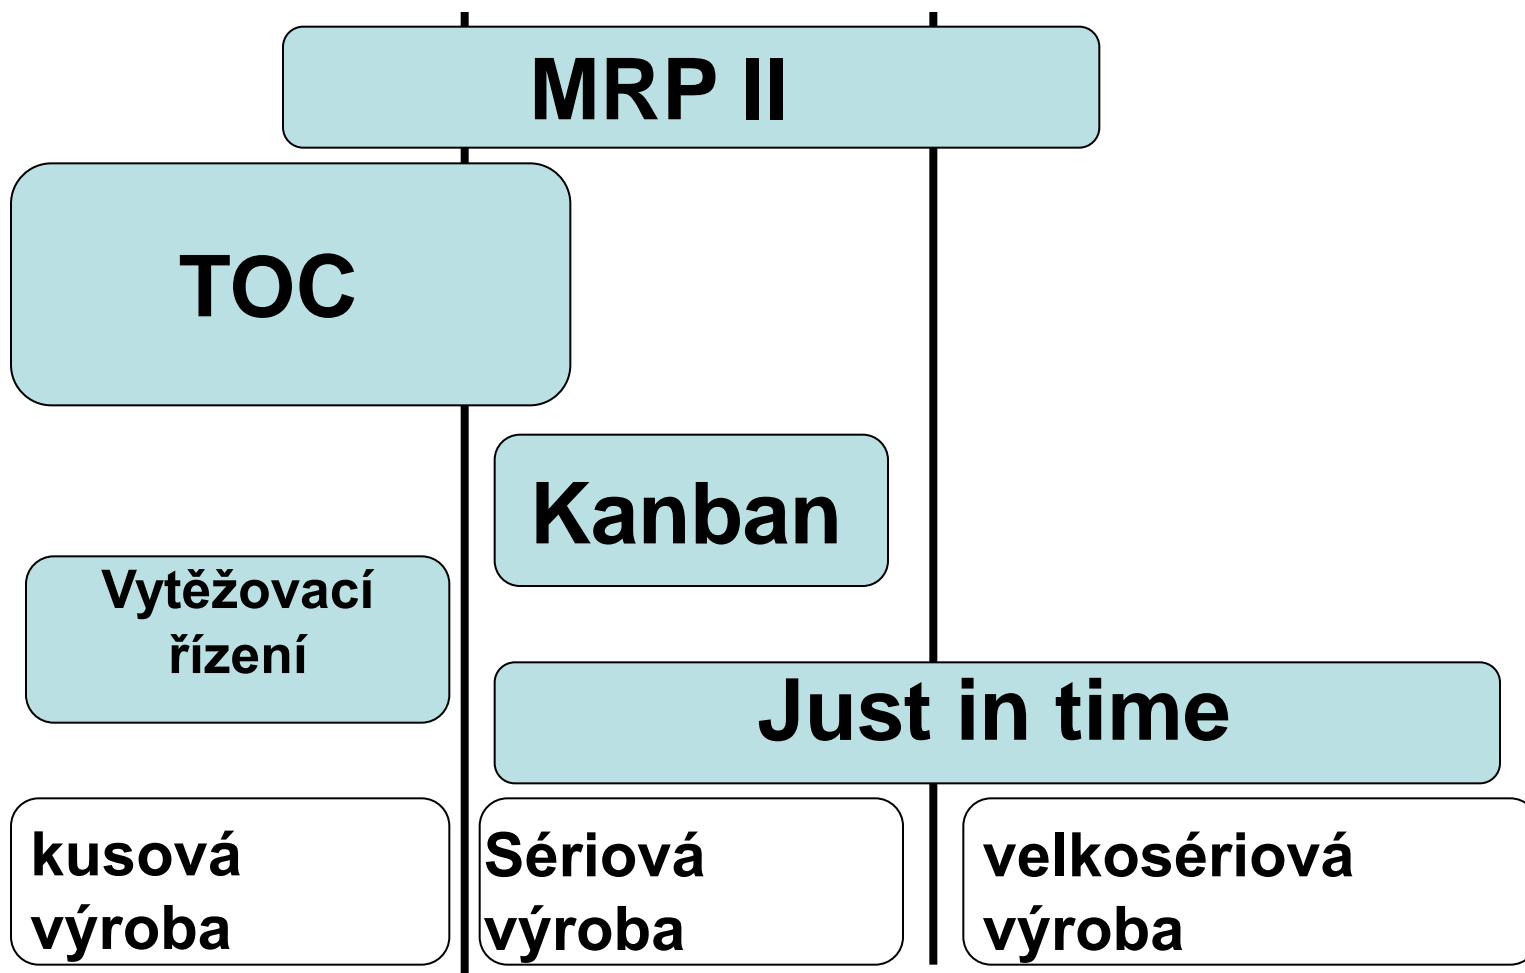 MRP II
TOC
Kanban
Vytěžovací
řízení
Just in time
kusová
výroba
Sériová
výroba
velkosériová
výroba